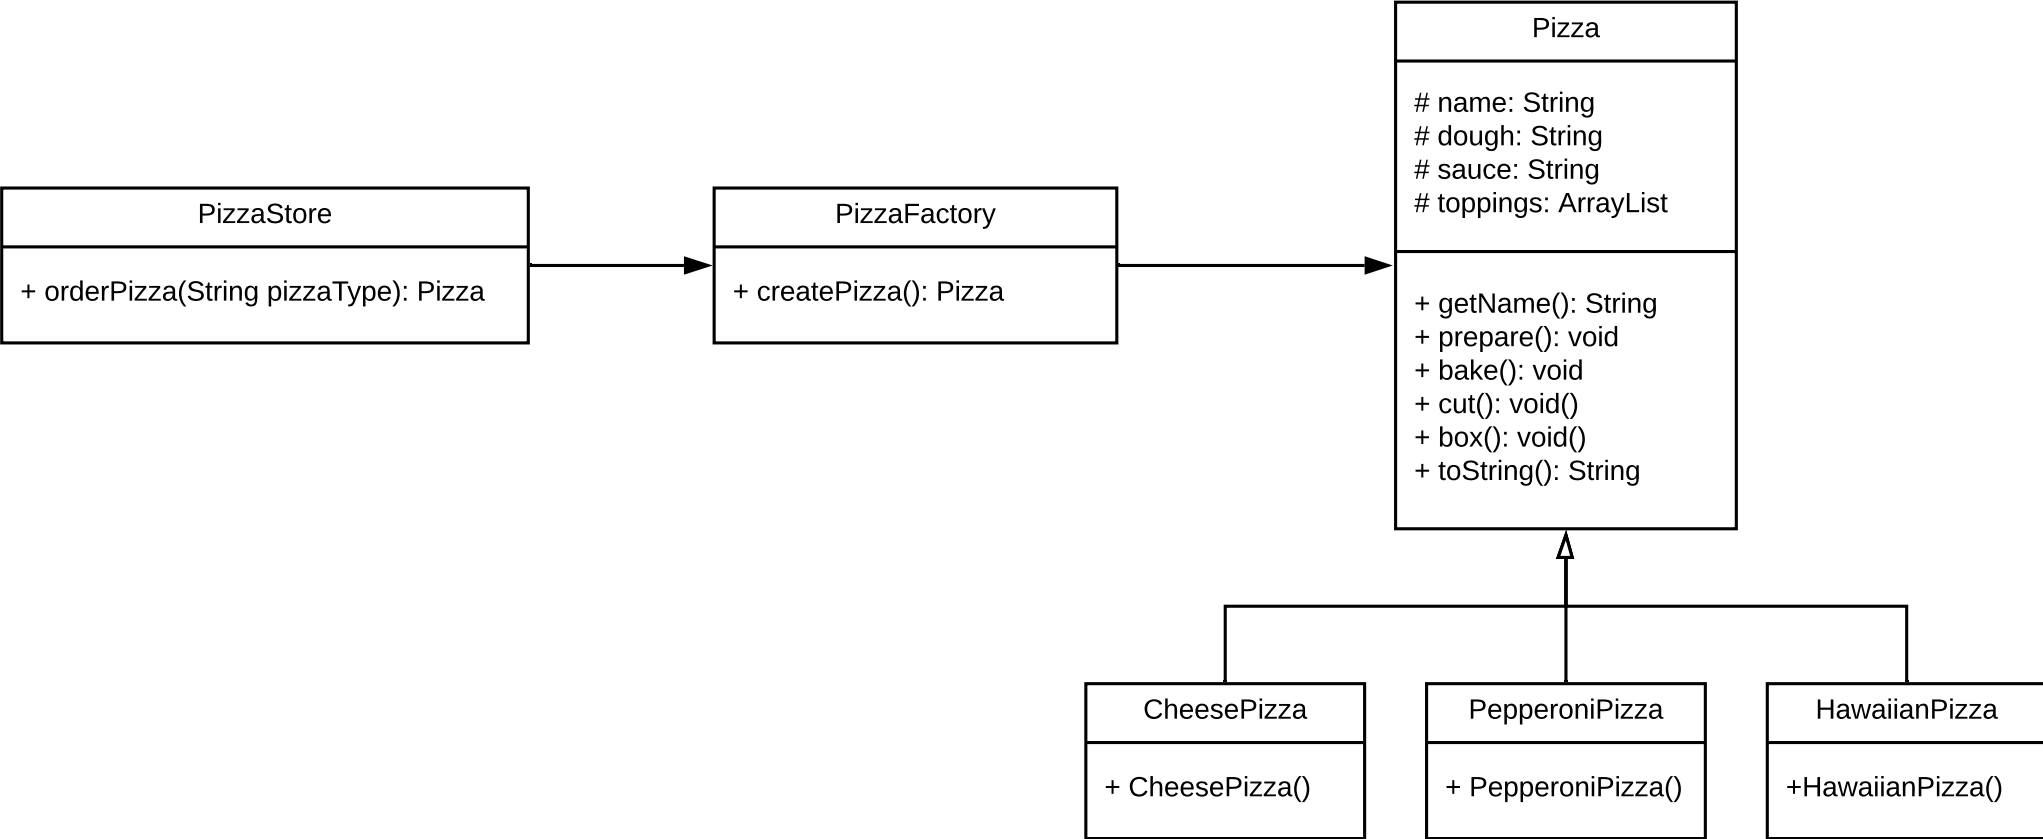 PizzaStore
+ orderPizza(String pizzaType): Pizza
PizzaFactory
+ createPizza(): Pizza
Pizza
# name: String
# dough: String
# sauce: String
# toppings: ArrayList
+ getName(): String
+ prepare(): void
+ bake(): void
+ cut(): void()
+ box(): void()
+ toString(): String
CheesePizza
+ CheesePizza()
PepperoniPizza
+ PepperoniPizza()
HawaiianPizza
+HawaiianPizza()